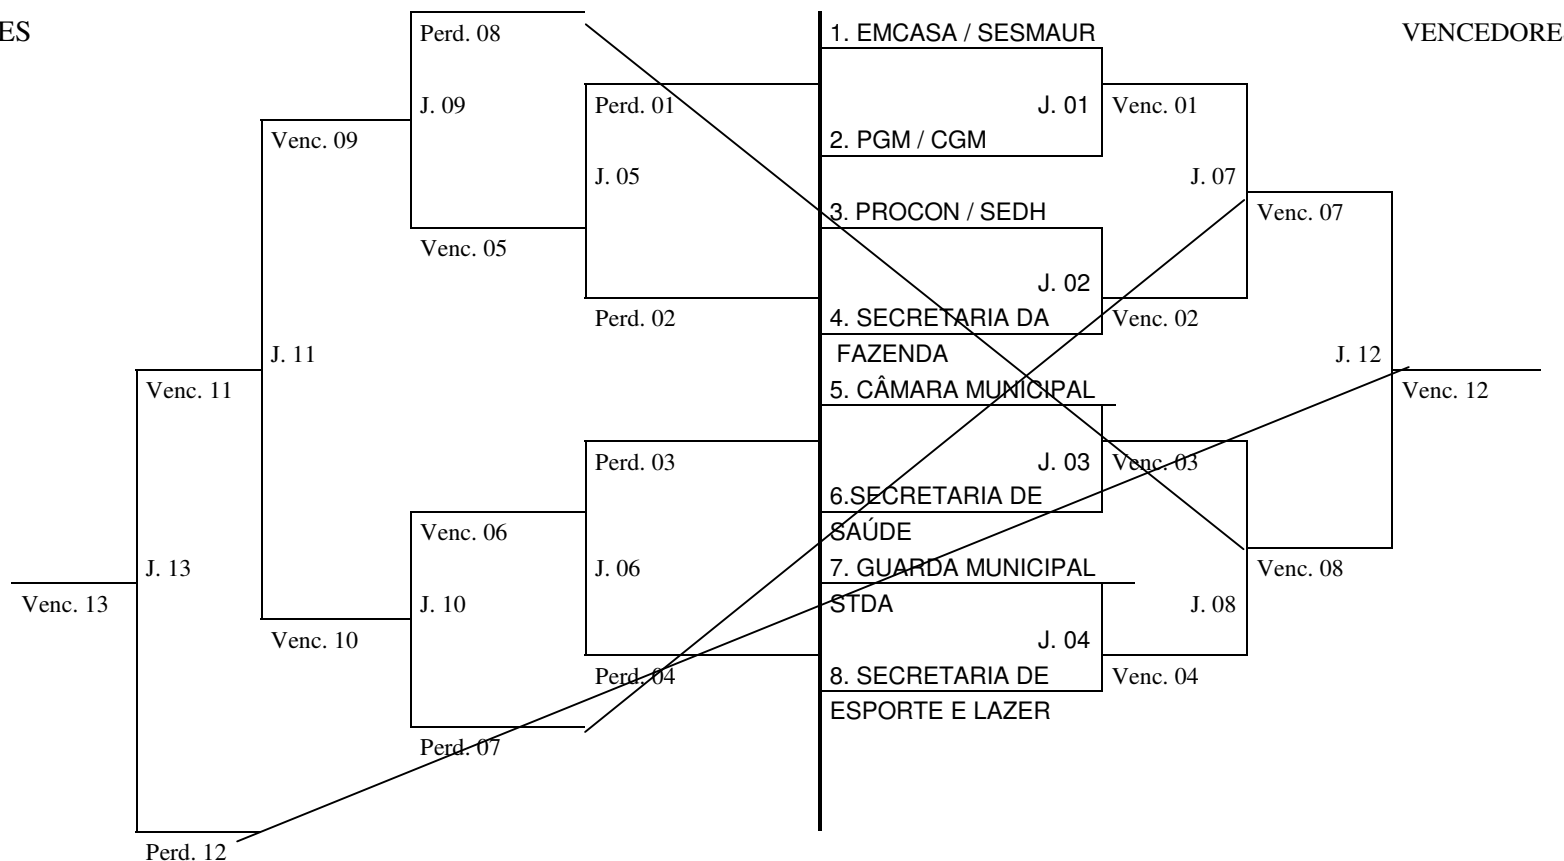 ES
Perd. 08
1. EMCASA / SESMAUR
VENCEDORE
J. 09
Perd. 01
J. 01
Venc. 01
Venc. 09
2. PGM / CGM
J. 05
J. 07
3. PROCON / SEDH
Venc. 07
Venc. 05
J. 02
Perd. 02
4. SECRETARIA DA
FAZENDA
Venc. 02
J. 11
J. 12
Venc. 11
5. CÂMARA MUNICIPAL
Venc. 12
Perd. 03
J. 03
Venc. 03
6.SECRETARIA DE
SAÚDE
Venc. 06
J. 13
J. 06
7. GUARDA MUNICIPAL
STDA
Venc. 08
Venc. 13
J. 10
J. 08
Venc. 10
J. 04
Perd. 04
8. SECRETARIA DE
ESPORTE E LAZER
Venc. 04
Perd. 07
Perd. 12